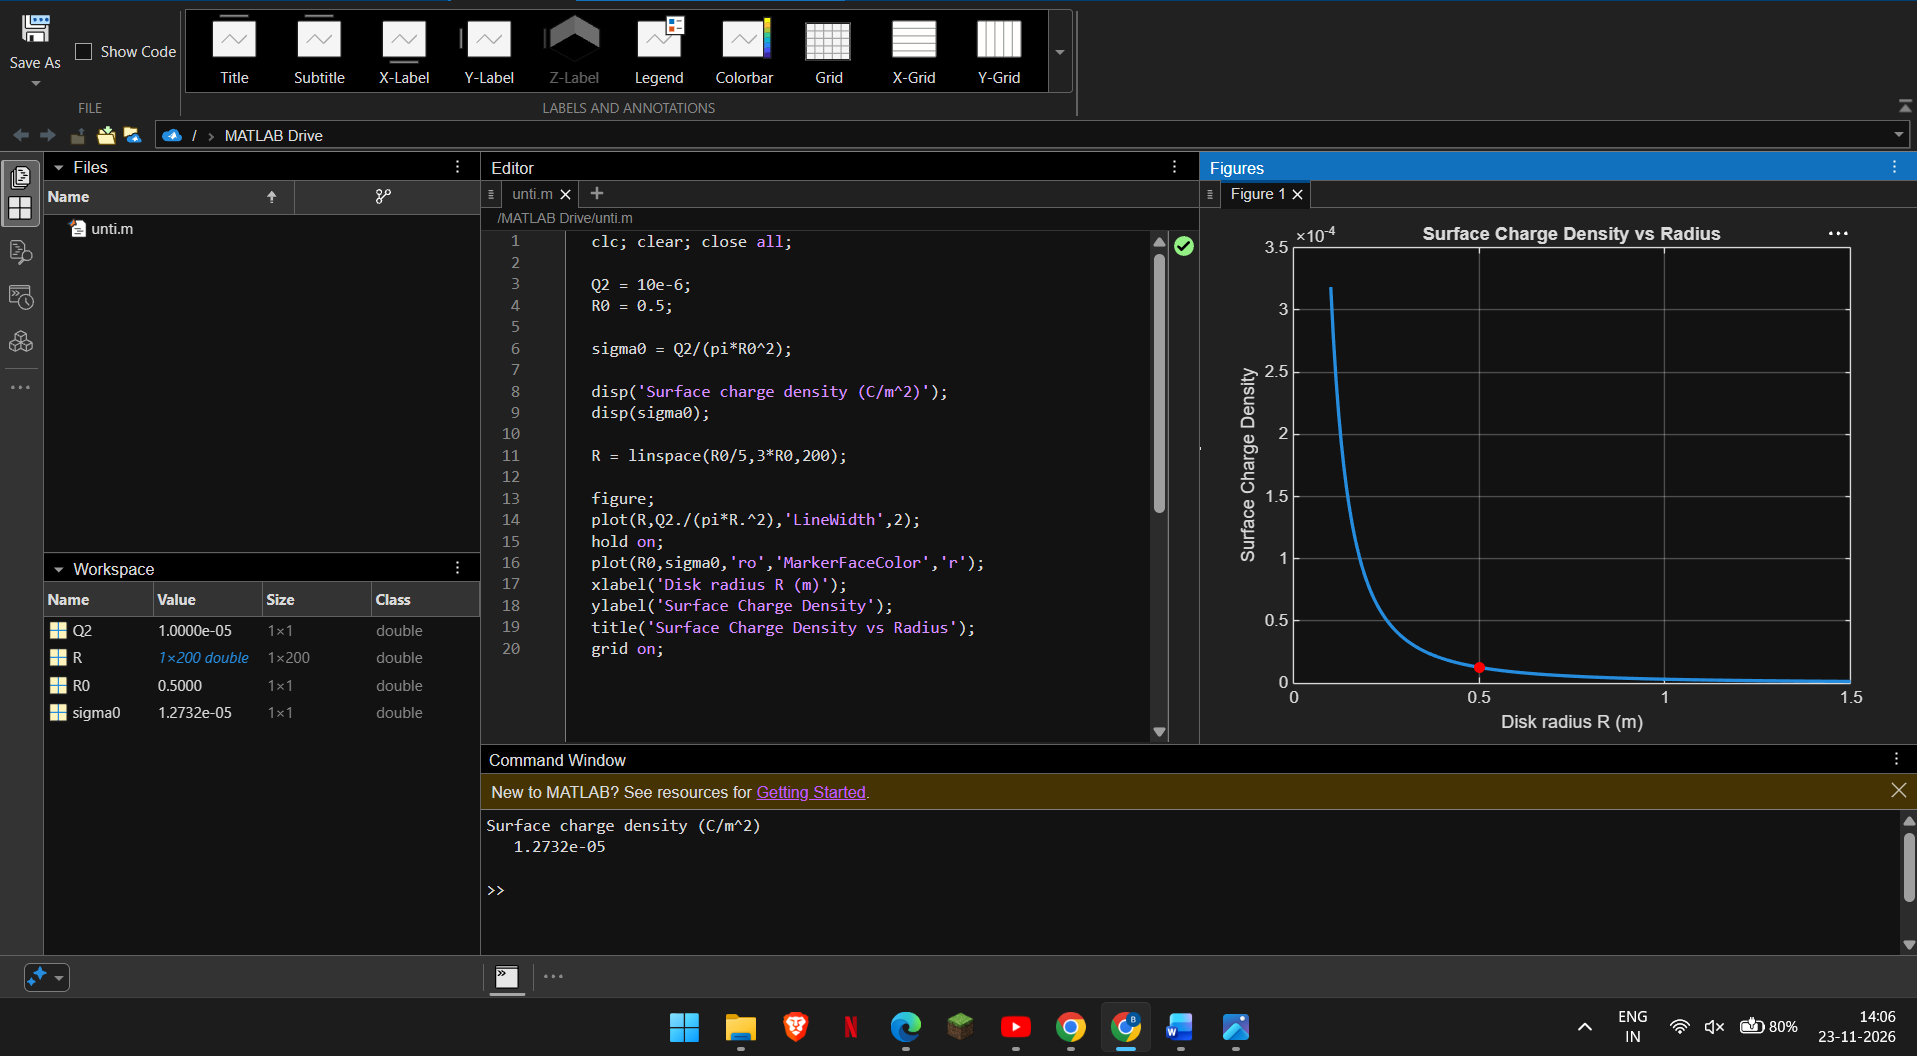 Save As
Show Code
FILE
Title
Subtitle
X-Label
Y-Label
Z-Label
Legend
Colorbar
Grid
X-Grid
Y-Grid
LABELS AND ANNOTATIONS
/ › MATLAB Drive
Files
Name
unti.m
Workspace
Name Value Size Class
Q2 1.0000e-05 1×1 double
R 1×200 double 1×200 double
R0 0.5000 1×1 double
sigma0 1.2732e-05 1×1 double
Editor
unti.m
/MATLAB Drive/unti.m
1 clc; clear; close all;
2
3 Q2 = 10e-6;
4 R0 = 0.5;
5
6 sigma0 = Q2/(pi*R0^2);
7
8 disp('Surface charge density (C/m^2)');
9 disp(sigma0);
10
11 R = linspace(R0/5,3*R0,200);
12
13 figure;
14 plot(R,Q2./(pi*R.^2),'LineWidth',2);
15 hold on;
16 plot(R0,sigma0,'ro','MarkerFaceColor','r');
17 xlabel('Disk radius R (m)');
18 ylabel('Surface Charge Density');
19 title('Surface Charge Density vs Radius');
20 grid on;
Figures
Figure 1
×10-4
Surface Charge Density vs Radius
3.5
3
2.5
2
1.5
1
0.5
0
Surface Charge Density
0 0.5 1 1.5
Disk radius R (m)
Command Window
New to MATLAB? See resources for Getting Started.
Surface charge density (C/m^2)
1.2732e-05
>>
ENG
IN
80%
14:06
23-11-2026